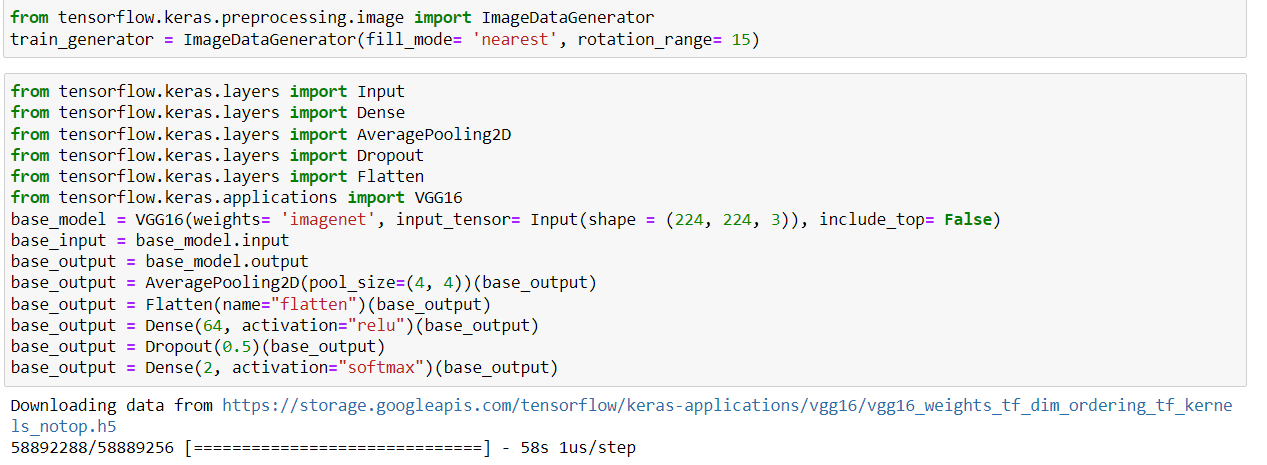 from tensorflow.keras.preprocessing.image import ImageDataGenerator
train_generator = ImageDataGenerator(fill_mode= 'nearest', rotation_range= 15)
from tensorflow.keras.layers import Input
from tensorflow.keras.layers import Dense
from tensorflow.keras.layers import AveragePooling2D
from tensorflow.keras.layers import Dropout
from tensorflow.keras.layers import Flatten
from tensorflow.keras.applications import VGG16
base_model = VGG16(weights= 'imagenet', input_tensor= Input(shape = (224, 224, 3)), include_top= False)
base_input = base_model.input
base_output = base_model.output
base_output = AveragePooling2D(pool_size=(4, 4))(base_output)
base_output = Flatten(name="flatten")(base_output)
base_output = Dense(64, activation="relu")(base_output)
base_output = Dropout(0.5)(base_output)
base_output = Dense(2, activation="softmax")(base_output)
Downloading data from https://storage.googleapis.com/tensorflow/keras-applications/vgg16/vgg16_weights_tf_dim_ordering_tf_kerne
ls_notop.h5
58892288/58889256 [==============================] - 58s 1us/step